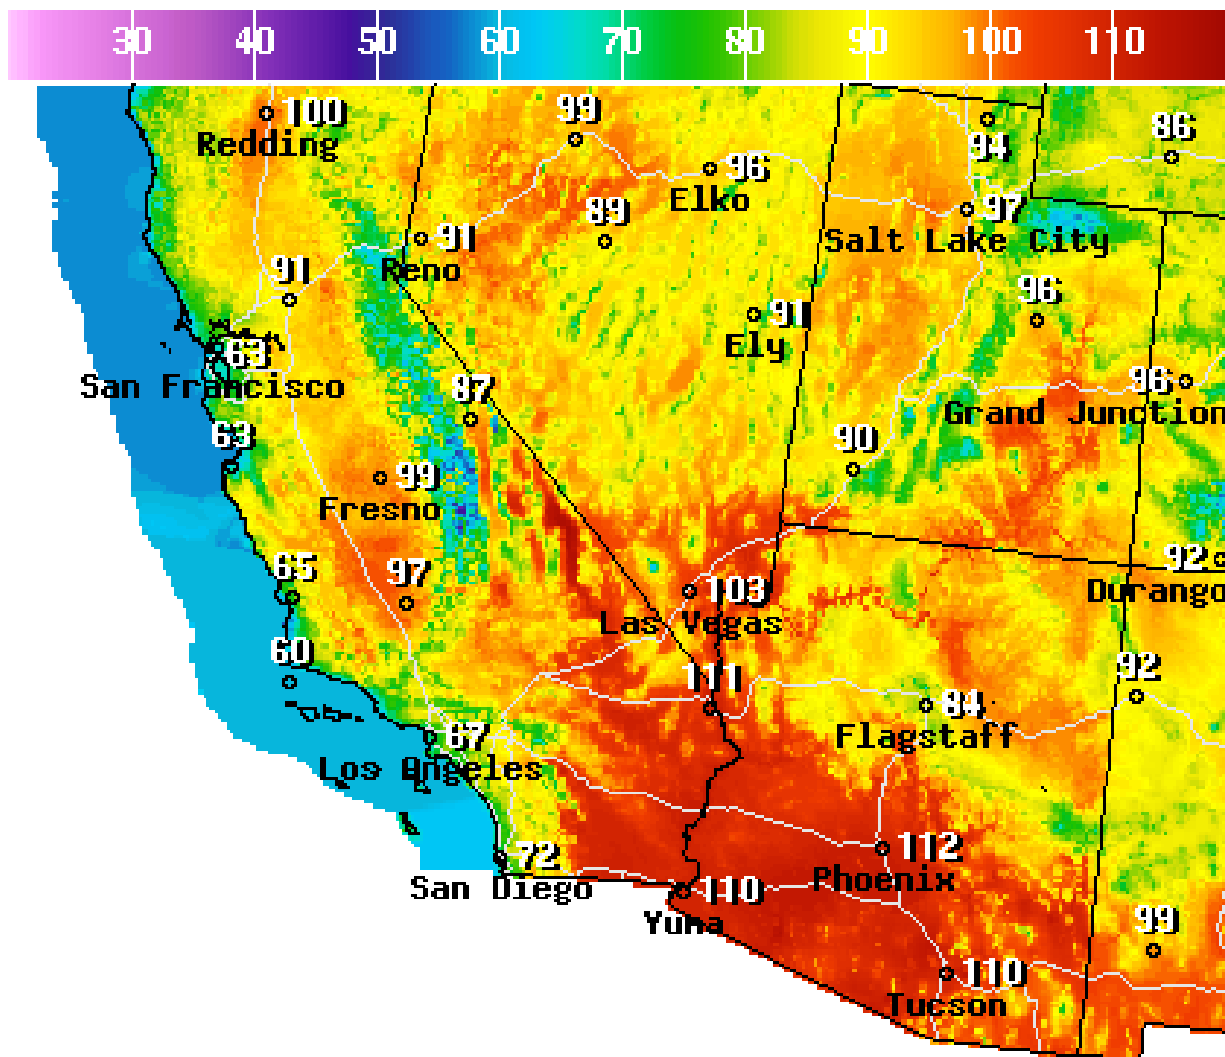 30 40 50 60 70 80 90 100 110
100 99 86
Redding 94
96
Elko
97
91 89 Salt Lake City
Reno
91 96
91
Ely
63
San Francisco 87 96
Grand Junction
63 90
99
Fresno
65 97 92
103 Durango
Las Vegas
60 111 92
84
67 Flagstaff
Los Angeles
72 112
San Diego 110 Phoenix
Yuma 99
110
Tucson